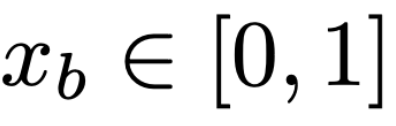 x_b ∈ [0, 1]